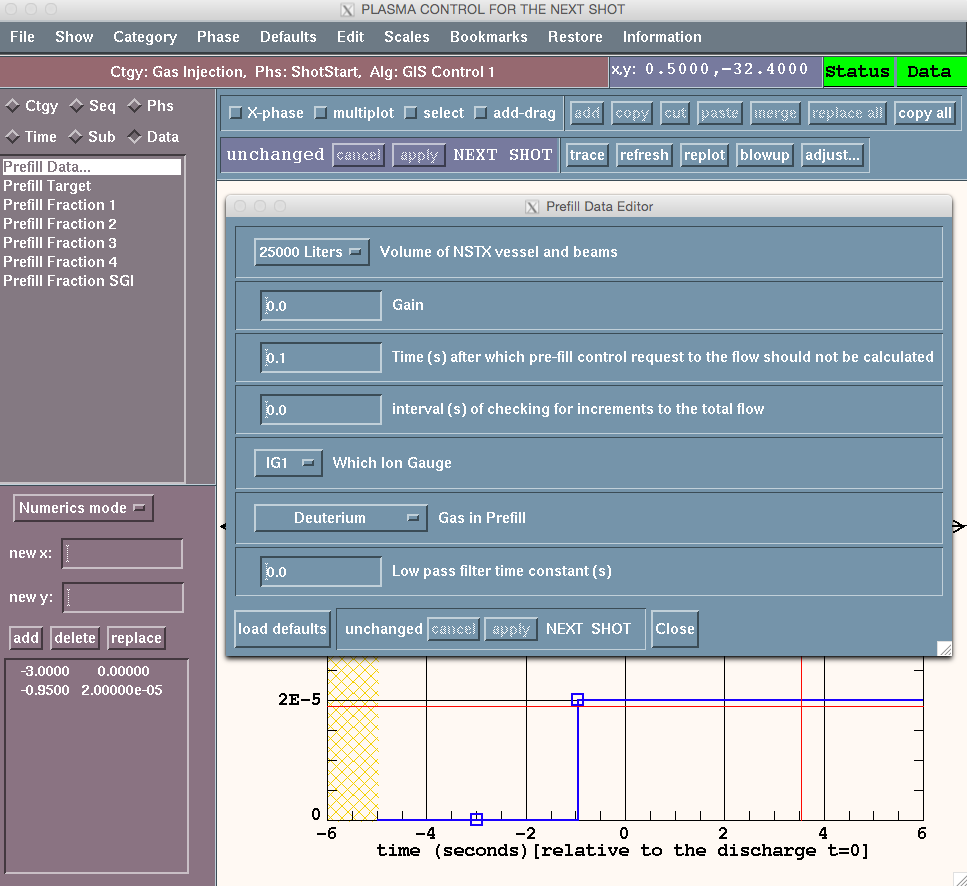 PLASMA CONTROL FOR THE NEXT SHOT
File Show Category Phase Defaults Edit Scales Bookmarks Restore Information
Ctgy: Gas Injection, Phs: ShotStart, Alg: GIS Control 1
x,y: 0.5000,-32.4000
Status Data
Ctgy Seq Phs
Time Sub Data
X-phase multiplot select add-drag add copy cut paste merge replace all copy all
unchanged cancel apply NEXT SHOT trace refresh replot blowup adjust...
Prefill Data...
Prefill Target
Prefill Fraction 1
Prefill Fraction 2
Prefill Fraction 3
Prefill Fraction 4
Prefill Fraction SGI
Prefill Data Editor
25000 Liters Volume of NSTX vessel and beams
0.0 Gain
0.1 Time (s) after which pre-fill control request to the flow should not be calculated
0.0 interval (s) of checking for increments to the total flow
IG1 Which Ion Gauge
Deuterium Gas in Prefill
0.0 Low pass filter time constant (s)
load defaults unchanged cancel apply NEXT SHOT Close
Numerics mode
new x:
new y:
add delete replace
-3.0000 0.00000
-0.9500 2.00000e-05
2E-5
0
-6 -4 -2 0 2 4 6
time (seconds)[relative to the discharge t=0]